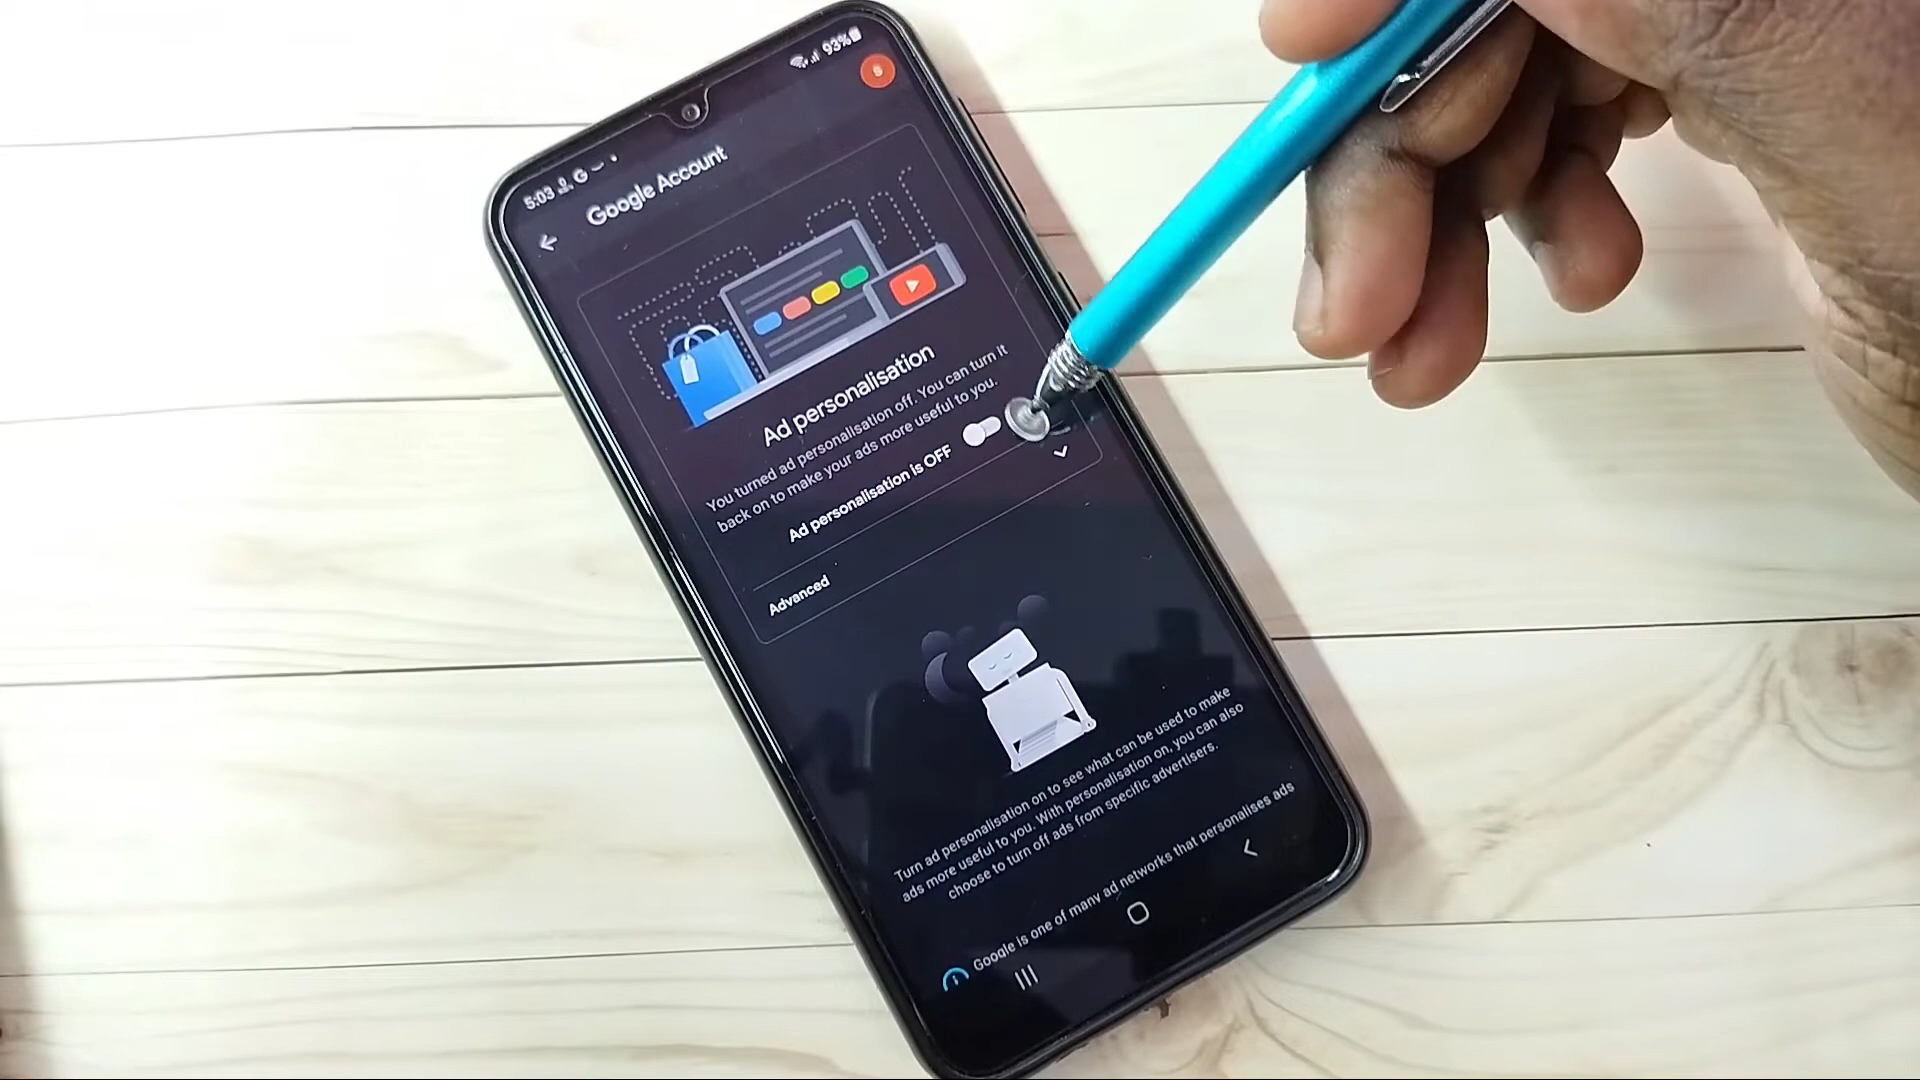 5:03
93%
Google Account
Ad personalisation
You turned ad personalisation off. You can turn it
back on to make your ads more useful to you.
Ad personalisation is OFF
Advanced
Turn ad personalisation on to see what can be used to make
ads more useful to you. With personalisation on, you can also
choose to turn off ads from specific advertisers.
Google is one of many ad networks that personalises ads